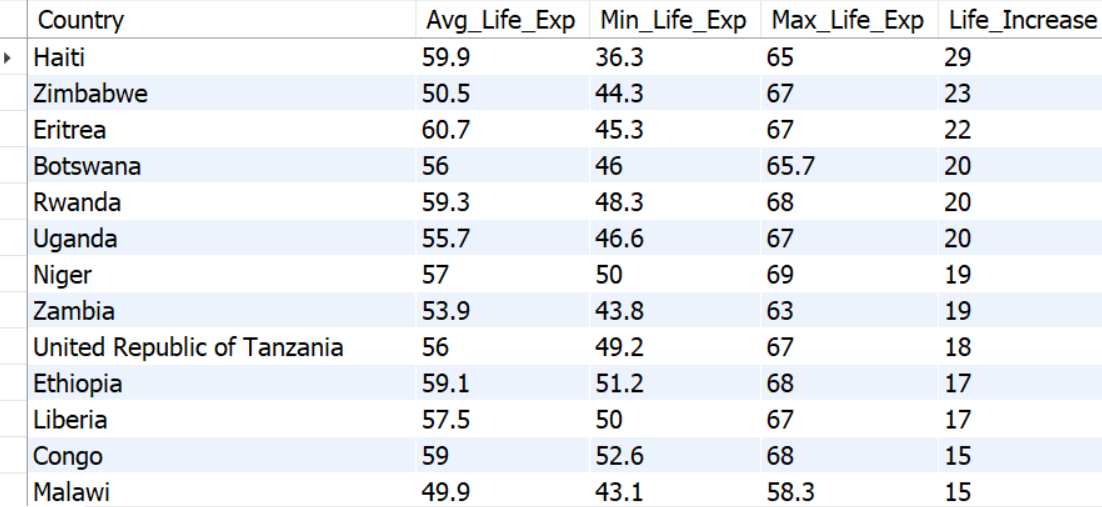 Country Avg_Life_Exp Min_Life_Exp Max_Life_Exp Life_Increase
Haiti 59.9 36.3 65 29
Zimbabwe 50.5 44.3 67 23
Eritrea 60.7 45.3 67 22
Botswana 56 46 65.7 20
Rwanda 59.3 48.3 68 20
Uganda 55.7 46.6 67 20
Niger 57 50 69 19
Zambia 53.9 43.8 63 19
United Republic of Tanzania 56 49.2 67 18
Ethiopia 59.1 51.2 68 17
Liberia 57.5 50 67 17
Congo 59 52.6 68 15
Malawi 49.9 43.1 58.3 15